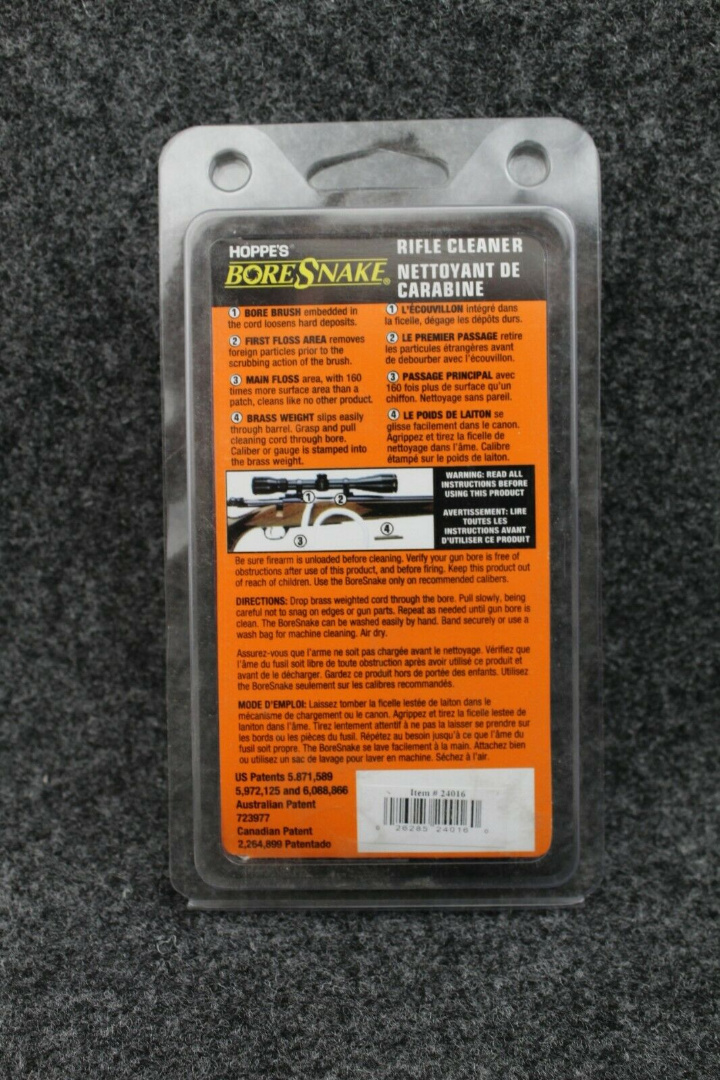 HOPPE'S
BORESNAKE®
RIFLE CLEANER
NETTOYANT DE
CARABINE
① BORE BRUSH embedded in
the cord loosens hard deposits.
② FIRST FLOSS AREA removes
foreign particles prior to the
scrubbing action of the brush.
③ MAIN FLOSS area, with 160
times more surface area than a
patch, cleans like no other product.
④ BRASS WEIGHT slips easily
through barrel. Grasp and pull
cleaning cord through bore.
Caliber or gauge is stamped into
the brass weight.
① L'ÉCOUVILLON intégré dans
la ficelle, dégage les dépôts durs.
② LE PREMIER PASSAGE retire
les particules étrangères avant
de debourber avec l'écouvillon.
③ PASSAGE PRINCIPAL avec
160 fois plus de surface qu'un
chiffon. Nettoyage sans pareil.
④ LE POIDS DE LAITON se
glisse facilement dans le canon.
Agrippez et tirez la ficelle de
nettoyage dans l'âme. Calibre
étampé sur le poids de laiton.
① ②
③ ④
WARNING: READ ALL
INSTRUCTIONS BEFORE
USING THIS PRODUCT
AVERTISSEMENT: LIRE
TOUTES LES
INSTRUCTIONS AVANT
D'UTILISER CE PRODUIT
Be sure firearm is unloaded before cleaning. Verify your gun bore is free of
obstructions after use of this product, and before firing. Keep this product out
of reach of children. Use the BoreSnake only on recommended calibers.
DIRECTIONS: Drop brass weighted cord through the bore. Pull slowly, being
careful not to snag on edges or gun parts. Repeat as needed until gun bore is
clean. The BoreSnake can be washed easily by hand. Band securely or use a
wash bag for machine cleaning. Air dry.
Assurez-vous que l'arme ne soit pas chargée avant le nettoyage. Vérifiez que
l'âme du fusil soit libre de toute obstruction après avoir utilisé ce produit et
avant de le décharger. Gardez ce produit hors de portée des enfants. Utilisez
the BoreSnake seulement sur les calibres recommandés.
MODE D'EMPLOI: Laissez tomber la ficelle lestée de laiton dans le
mécanisme de chargement ou le canon. Agrippez et tirez la ficelle lestee de
laniton dans l'âme. Tirez lentement attentif à ne pas la laisser se prendre sur
les bords ou les pièces du fusil. Répétez au besoin jusqu'à ce que l'âme du
fusil soit propre. The BoreSnake se lave facilement à la main. Attachez bien
ou utilisez un sac de lavage pour laver en machine. Séchez à l'air.
US Patents 5.871,589
5,972,125 and 6,088,866
Australian Patent
723977
Canadian Patent
2,264,899 Patentado
Item # 24016
0 26285 24016 0